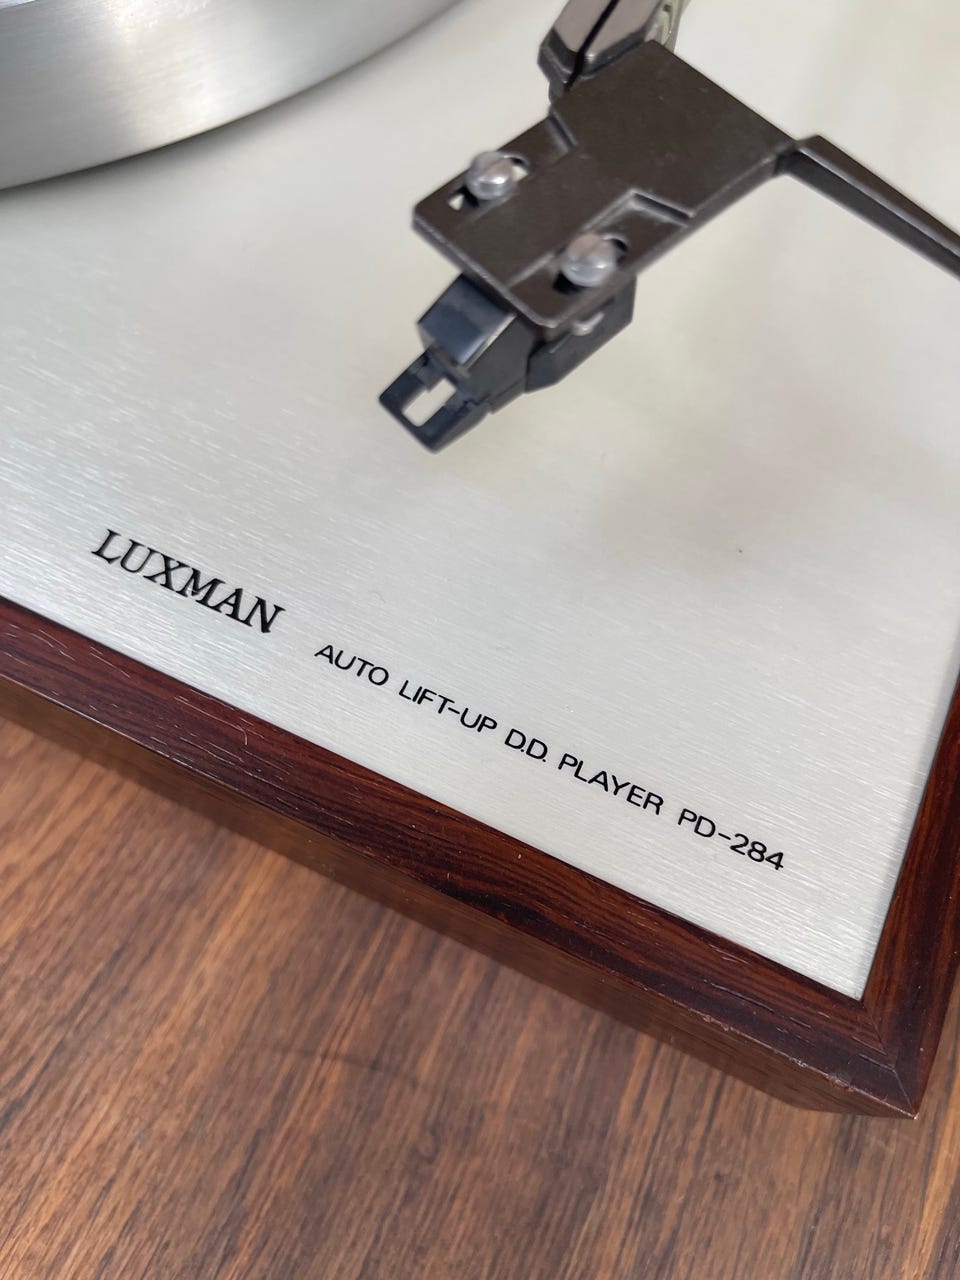 LUXMAN AUTO LIFT-UP D.D. PLAYER PD-284